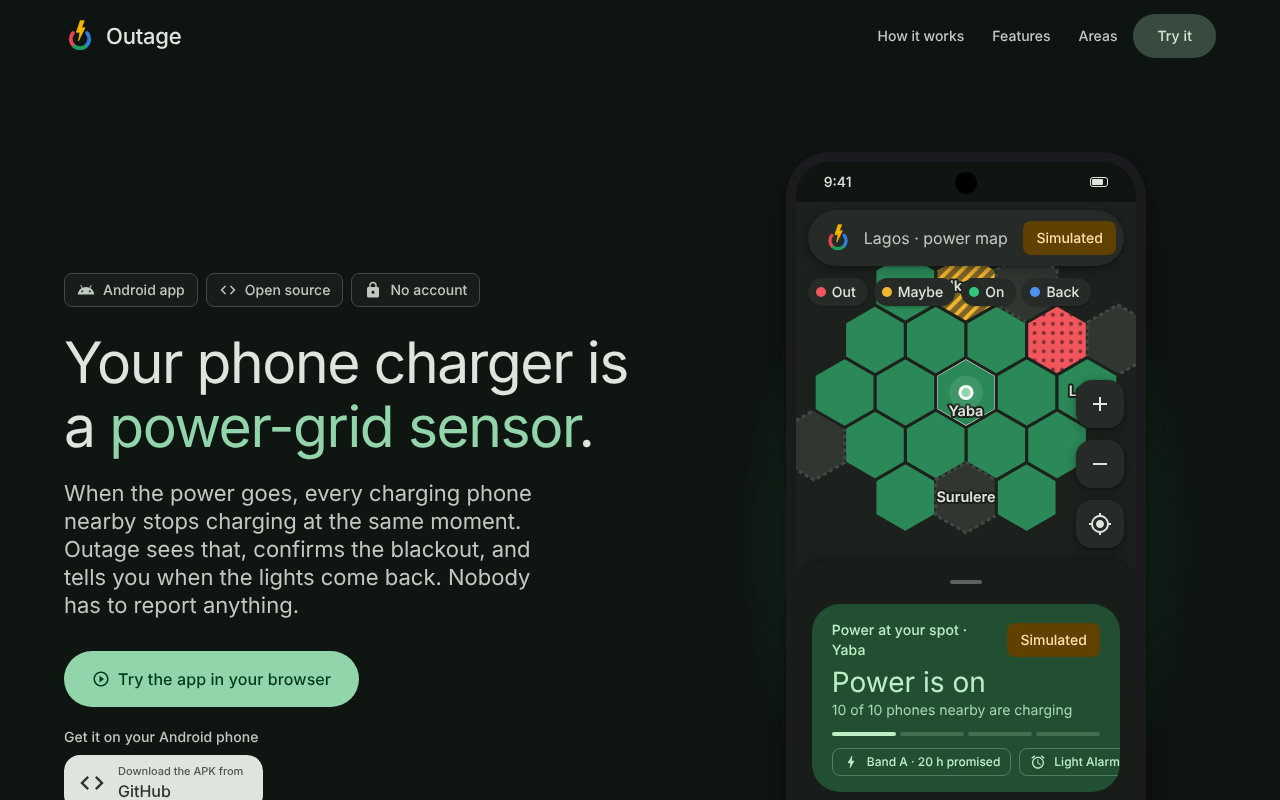 Outage
How it works
Features
Areas
Try it
Android app
Open source
No account
Your phone charger is
a power-grid sensor.
When the power goes, every charging phone
nearby stops charging at the same moment.
Outage sees that, confirms the blackout, and
tells you when the lights come back. Nobody
has to report anything.
Try the app in your browser
Get it on your Android phone
Download the APK from
GitHub
9:41
Lagos · power map
Simulated
Out
Maybe
On
Back
Yaba
Surulere
Power at your spot ·
Yaba
Simulated
Power is on
10 of 10 phones nearby are charging
Band A · 20 h promised
Light Alarm